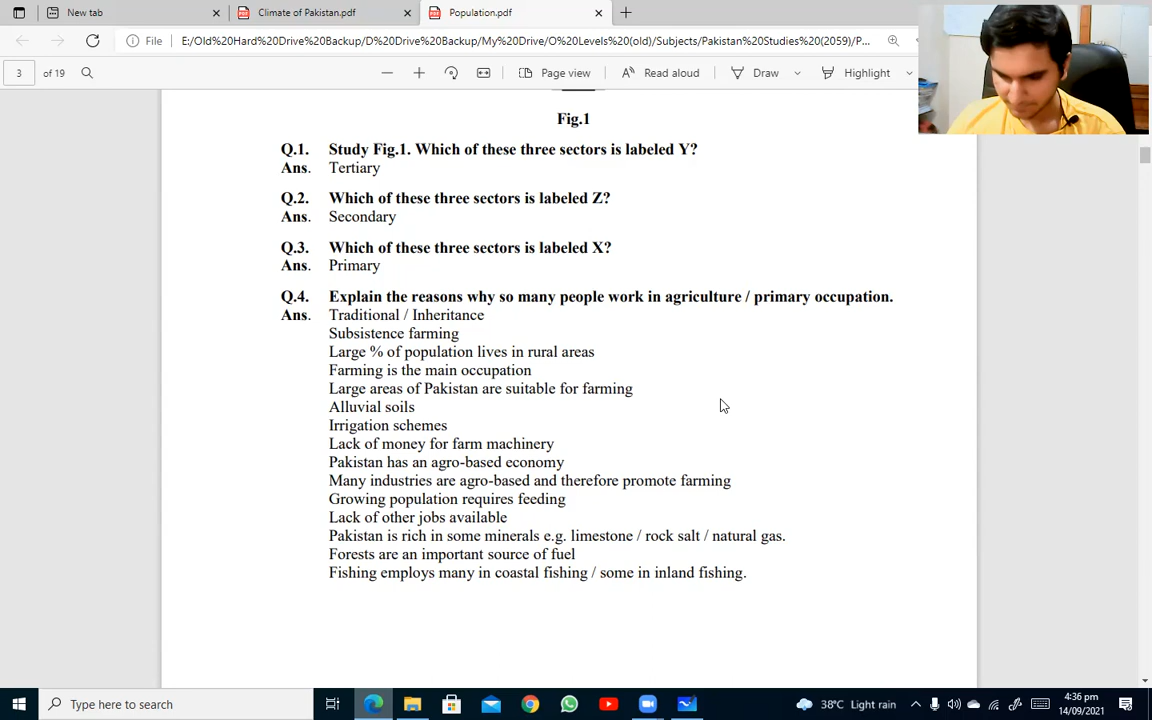 New tab
Climate of Pakistan.pdf
Population.pdf
File
E:/Old%20Hard%20Drive%20Backup/D%20Drive%20Backup/My%20Drive/O%20Levels%20(old)/Subjects/Pakistan%20Studies%20(2059)/P...
3 of 19
Page view
Read aloud
Draw
Highlight
Fig.1
Q.1. Study Fig.1. Which of these three sectors is labeled Y?
Ans. Tertiary
Q.2. Which of these three sectors is labeled Z?
Ans. Secondary
Q.3. Which of these three sectors is labeled X?
Ans. Primary
Q.4. Explain the reasons why so many people work in agriculture / primary occupation.
Ans. Traditional / Inheritance
Subsistence farming
Large % of population lives in rural areas
Farming is the main occupation
Large areas of Pakistan are suitable for farming
Alluvial soils
Irrigation schemes
Lack of money for farm machinery
Pakistan has an agro-based economy
Many industries are agro-based and therefore promote farming
Growing population requires feeding
Lack of other jobs available
Pakistan is rich in some minerals e.g. limestone / rock salt / natural gas.
Forests are an important source of fuel
Fishing employs many in coastal fishing / some in inland fishing.
Type here to search
38°C Light rain
4:36 pm
14/09/2021